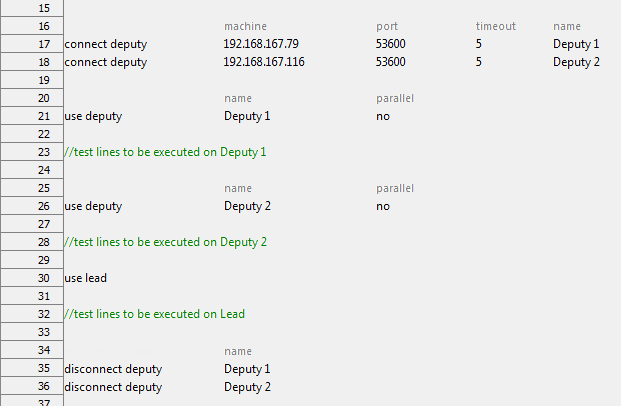 15
16 machine port timeout name
17 connect deputy 192.168.167.79 53600 5 Deputy 1
18 connect deputy 192.168.167.116 53600 5 Deputy 2
19
20 name parallel
21 use deputy Deputy 1 no
22
23 //test lines to be executed on Deputy 1
24
25 name parallel
26 use deputy Deputy 2 no
27
28 //test lines to be executed on Deputy 2
29
30 use lead
31
32 //test lines to be executed on Lead
33
34 name
35 disconnect deputy Deputy 1
36 disconnect deputy Deputy 2
37